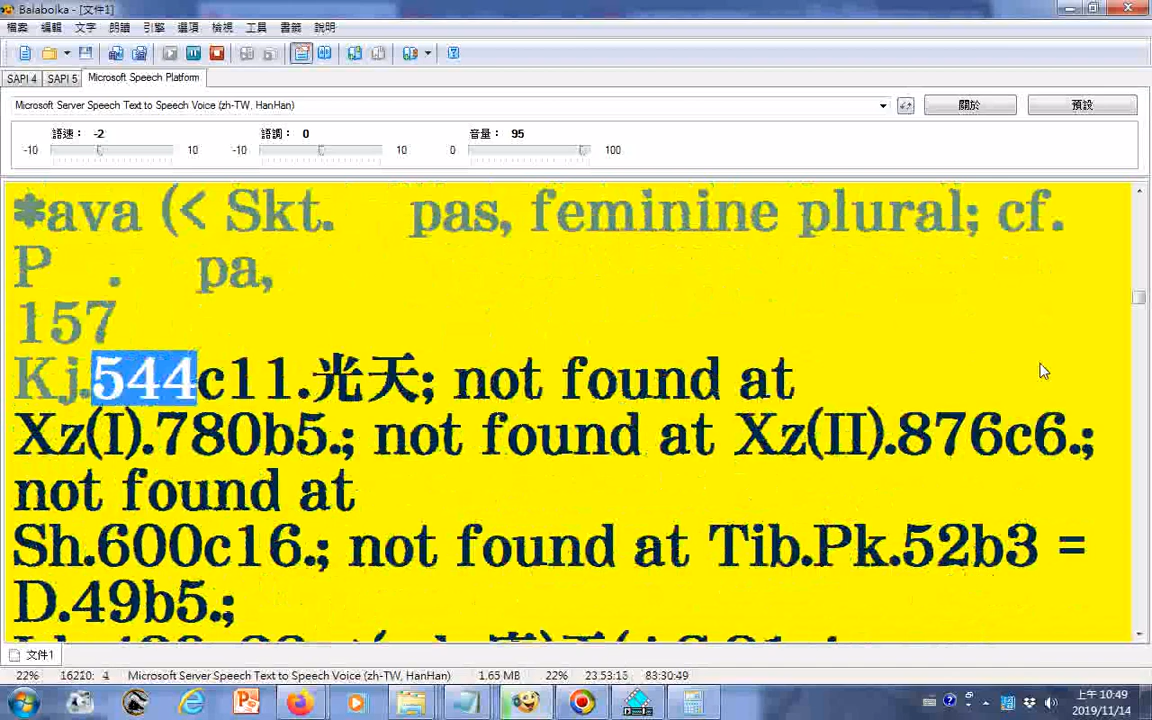 Balabolka - [文件1]
檔案 編輯 文字 朗讀 引擎 選項 檢視 工具 書籤 說明
SAPI 4 SAPI 5 Microsoft Speech Platform
Microsoft Server Speech Text to Speech Voice (zh-TW, HanHan)
關於 預設
語速： -2 語調： 0 音量： 95
-10 10 -10 10 0 100
*ava (< Skt. pas, feminine plural; cf.
P . pa,
157
Kj.544c11.光天; not found at
Xz(I).780b5.; not found at Xz(II).876c6.;
not found at
Sh.600c16.; not found at Tib.Pk.52b3 =
D.49b5.;
文件1
22% 16210: 4 Microsoft Server Speech Text to Speech Voice (zh-TW, HanHan) 1.65 MB 22% 23:53:13 83:30:49
上午 10:49
2019/11/14